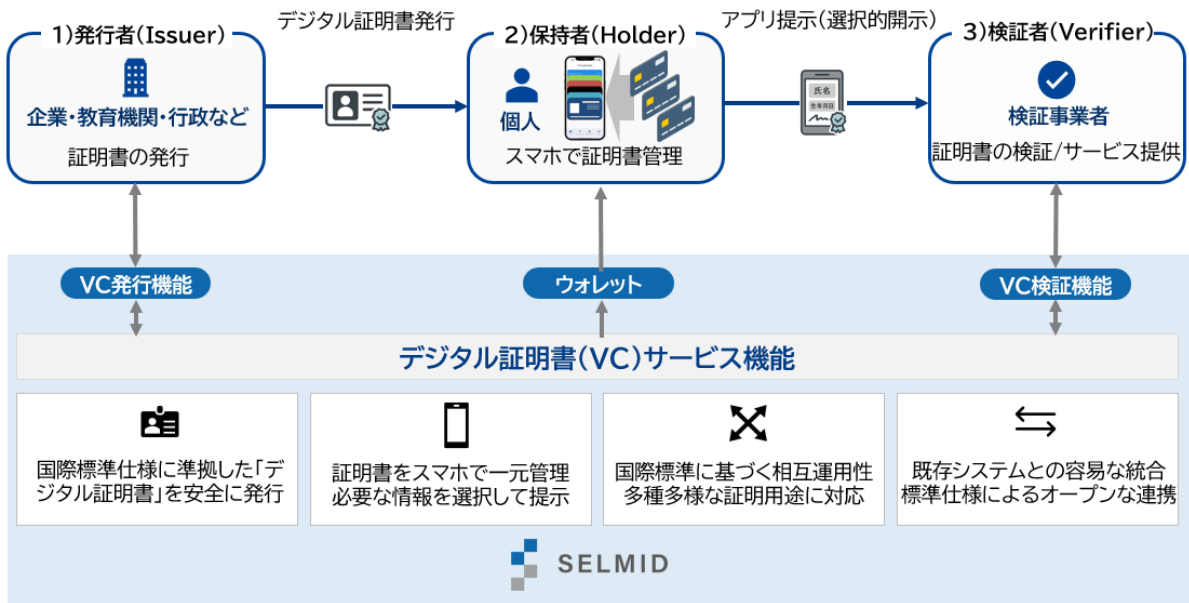 デジタル証明書発行
アプリ提示(選択的開示)
1)発行者(Issuer)
企業・教育機関・行政など
証明書の発行
2)保持者(Holder)
個人
スマホで証明書管理
氏名
生年月日
3)検証者(Verifier)
検証事業者
証明書の検証/サービス提供
VC発行機能
ウォレット
VC検証機能
デジタル証明書(VC)サービス機能
国際標準仕様に準拠した「デ
ジタル証明書」を安全に発行
証明書をスマホで一元管理
必要な情報を選択して提示
国際標準に基づく相互運用性
多種多様な証明用途に対応
既存システムとの容易な統合
標準仕様によるオープンな連携
SELMID